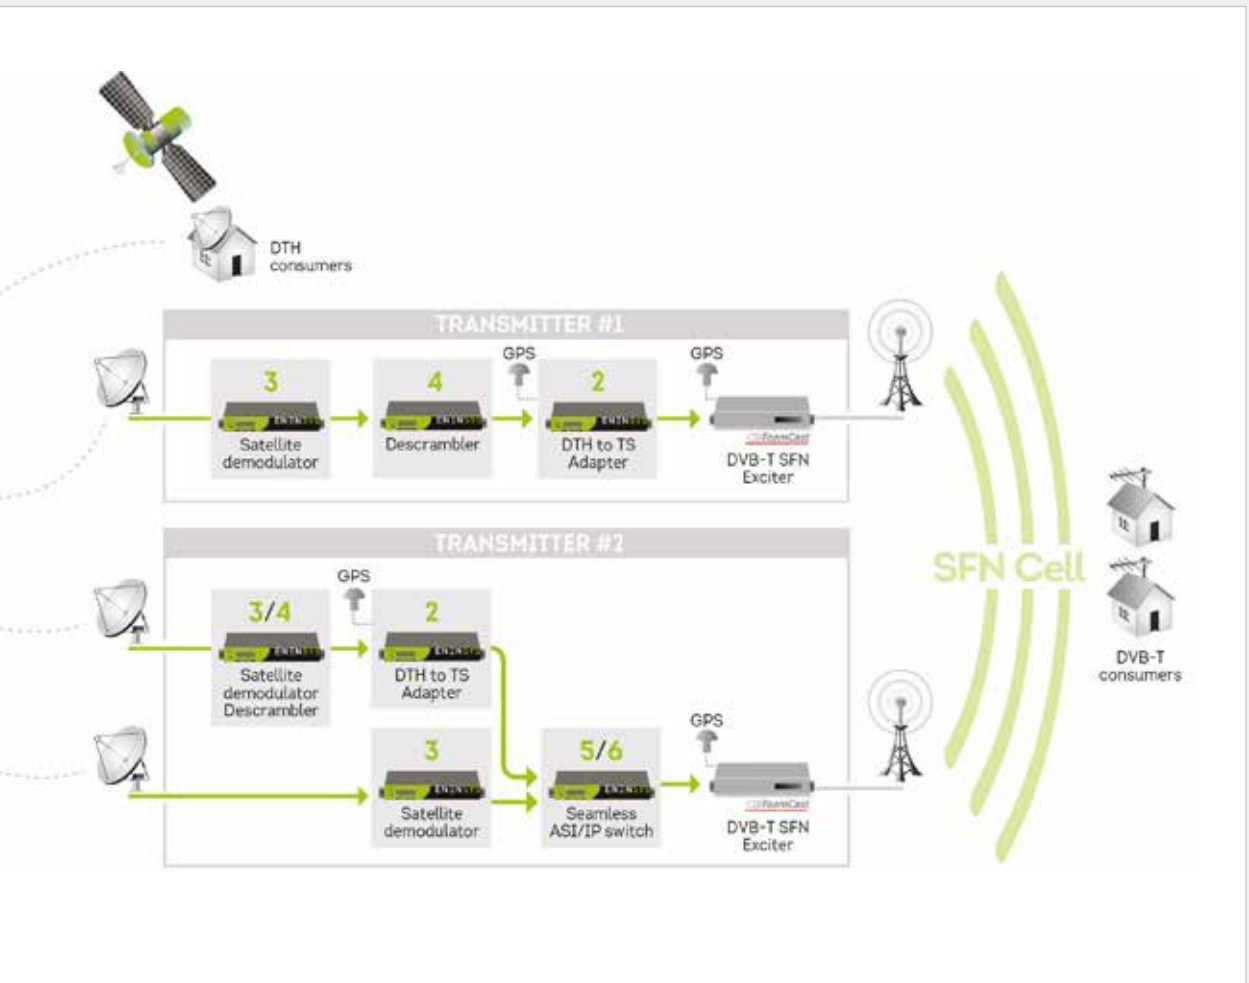 DTH
consumers
TRANSMITTER #1
GPS
GPS
3
4
2
Satellite
demodulator
Descrambler
DTH to TS
Adapter
DVB-T SFN
Exciter
TRANSMITTER #2
GPS
3/4
2
Satellite
demodulator
Descrambler
DTH to TS
Adapter
GPS
3
5/6
Satellite
demodulator
Seamless
ASI/IP switch
DVB-T SFN
Exciter
SFN Cell
DVB-T
consumers